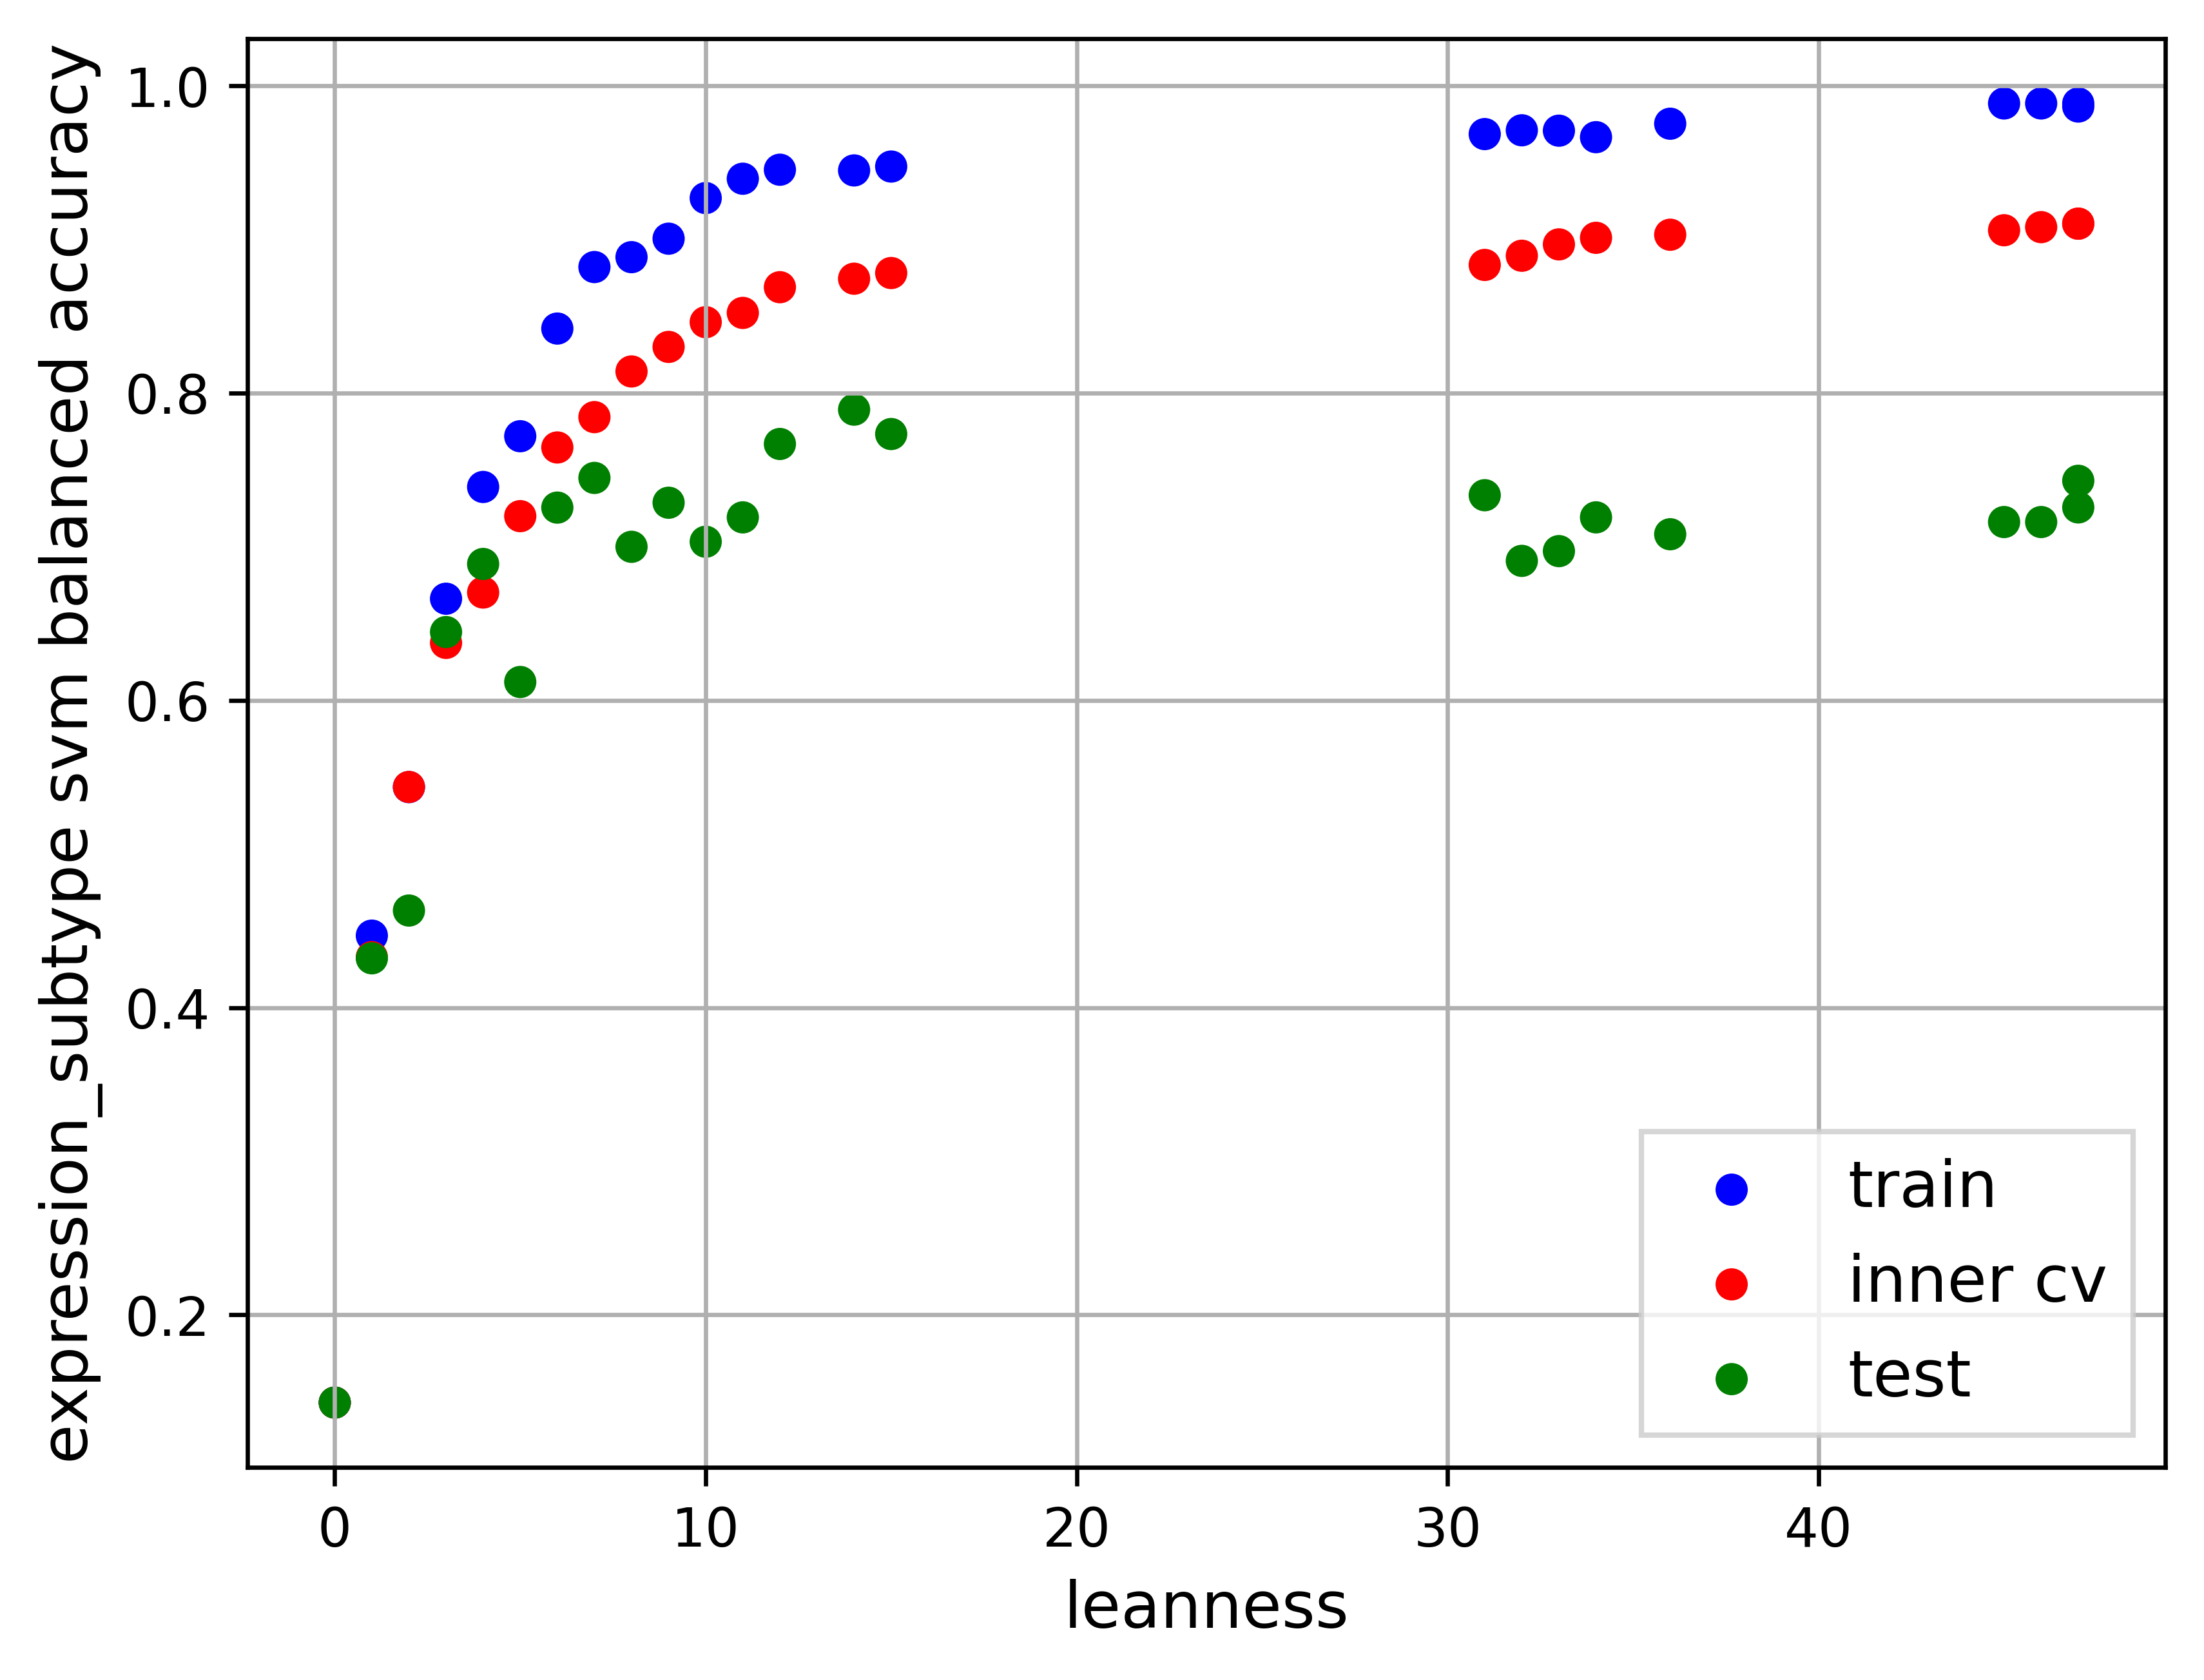 expression_subtype svm balanced accuracy
1.0
0.8
0.6
0.4
0.2
0 10 20 30 40
leanness
train
inner cv
test